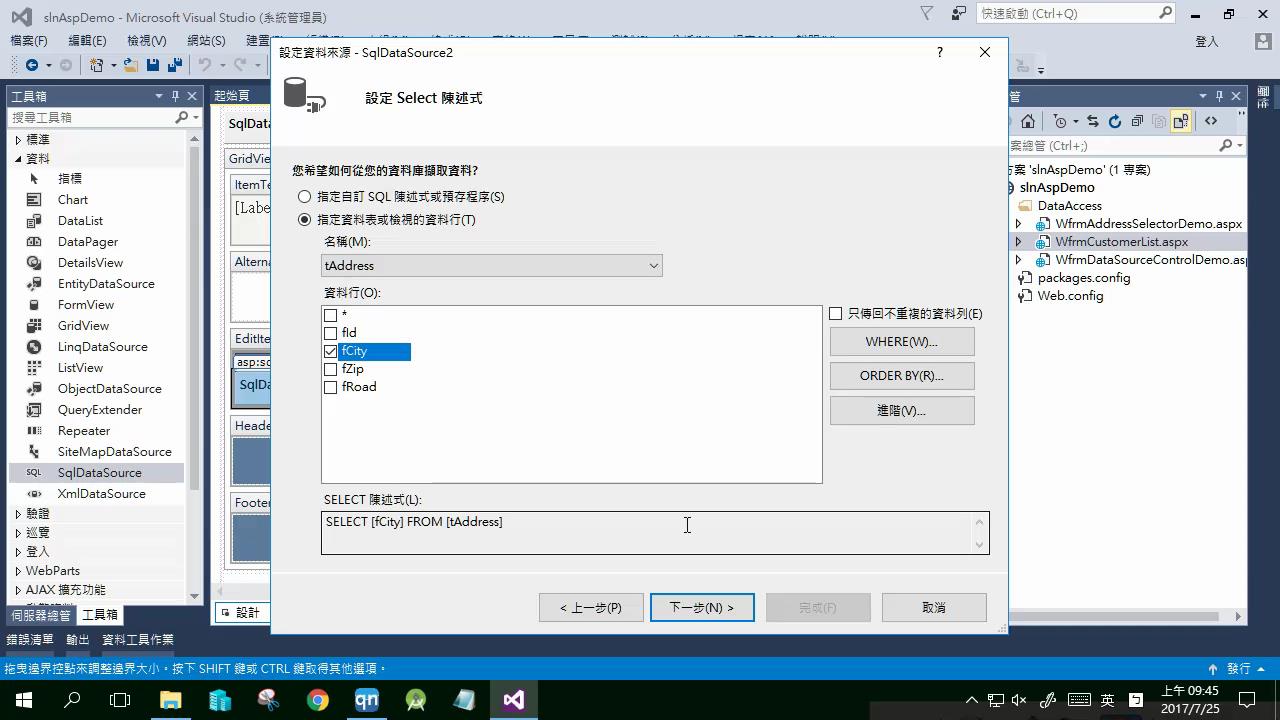 slnAspDemo - Microsoft Visual Studio (系統管理員)
快速啟動 (Ctrl+Q)
檔案(F) 編輯(E) 檢視(V) 網站(S)
登入
設定資料來源 - SqlDataSource2
設定 Select 陳述式
工具箱
搜尋工具箱
標準
資料
指標
Chart
DataList
DataPager
DetailsView
EntityDataSource
FormView
GridView
LinqDataSource
ListView
ObjectDataSource
QueryExtender
Repeater
SiteMapDataSource
SqlDataSource
XmlDataSource
驗證
巡覽
登入
WebParts
AJAX 擴充功能
伺服器總管 工具箱
起始頁
SqlData
GridView
ItemTe
[Labe
Alterna
EditIte
asp:sq
SqlDa
Heade
Footer
設計
您希望如何從您的資料庫擷取資料?
指定自訂 SQL 陳述式或預存程序(S)
指定資料表或檢視的資料行(T)
名稱(M):
tAddress
資料行(O):
*
fId
fCity
fZip
fRoad
只傳回不重複的資料列(E)
WHERE(W)...
ORDER BY(R)...
進階(V)...
SELECT 陳述式(L):
SELECT [fCity] FROM [tAddress]
< 上一步(P) 下一步(N) > 完成(F) 取消
總管 (Ctrl+;)
方案 'slnAspDemo' (1 專案)
slnAspDemo
DataAccess
WfrmAddressSelectorDemo.aspx
WfrmCustomerList.aspx
WfrmDataSourceControlDemo.asp
packages.config
Web.config
錯誤清單 輸出 資料工具作業
拖曳邊界控點來調整邊界大小。按下 SHIFT 鍵或 CTRL 鍵取得其他選項。
發行
qn
英
上午 09:45
2017/7/25